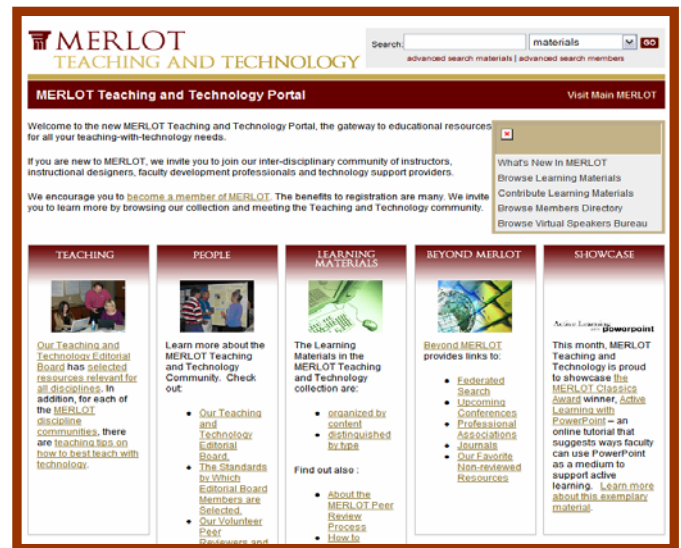 MERLOT
TEACHING AND TECHNOLOGY
Search:
materials
GO
advanced search materials | advanced search members
MERLOT Teaching and Technology Portal
Visit Main MERLOT
Welcome to the new MERLOT Teaching and Technology Portal, the gateway to educational resources
for all your teaching-with-technology needs.
If you are new to MERLOT, we invite you to join our inter-disciplinary community of instructors,
instructional designers, faculty development professionals and technology support providers.
We encourage you to become a member of MERLOT. The benefits to registration are many. We invite
you to learn more by browsing our collection and meeting the Teaching and Technology community.
What's New In MERLOT
Browse Learning Materials
Contribute Learning Materials
Browse Members Directory
Browse Virtual Speakers Bureau
TEACHING
Our Teaching and
Technology Editorial
Board has selected
resources relevant for
all disciplines. In
addition, for each of
the MERLOT
discipline
communities, there
are teaching tips on
how to best teach with
technology.
PEOPLE
Learn more about the
MERLOT Teaching
and Technology
Community. Check
out:
Our Teaching
and
Technology
Editorial
Board.
The Standards
by Which
Editorial Board
Members are
Selected.
Our Volunteer
Peer
Reviewers and
LEARNING
MATERIALS
The Learning
Materials in the
MERLOT Teaching
and Technology
collection are:
organized by
content
distinguished
by type
Find out also :
About the
MERLOT Peer
Review
Process
How to
BEYOND MERLOT
Beyond MERLOT
provides links to:
Federated
Search
Upcoming
Conferences
Professional
Associations
Journals
Our Favorite
Non-reviewed
Resources
SHOWCASE
Active Learning
with powerpoint
This month, MERLOT
Teaching and
Technology is proud
to showcase the
MERLOT Classics
Award winner, Active
Learning with
PowerPoint – an
online tutorial that
suggests ways faculty
can use PowerPoint
as a medium to
support active
learning. Learn more
about this exemplary
material.